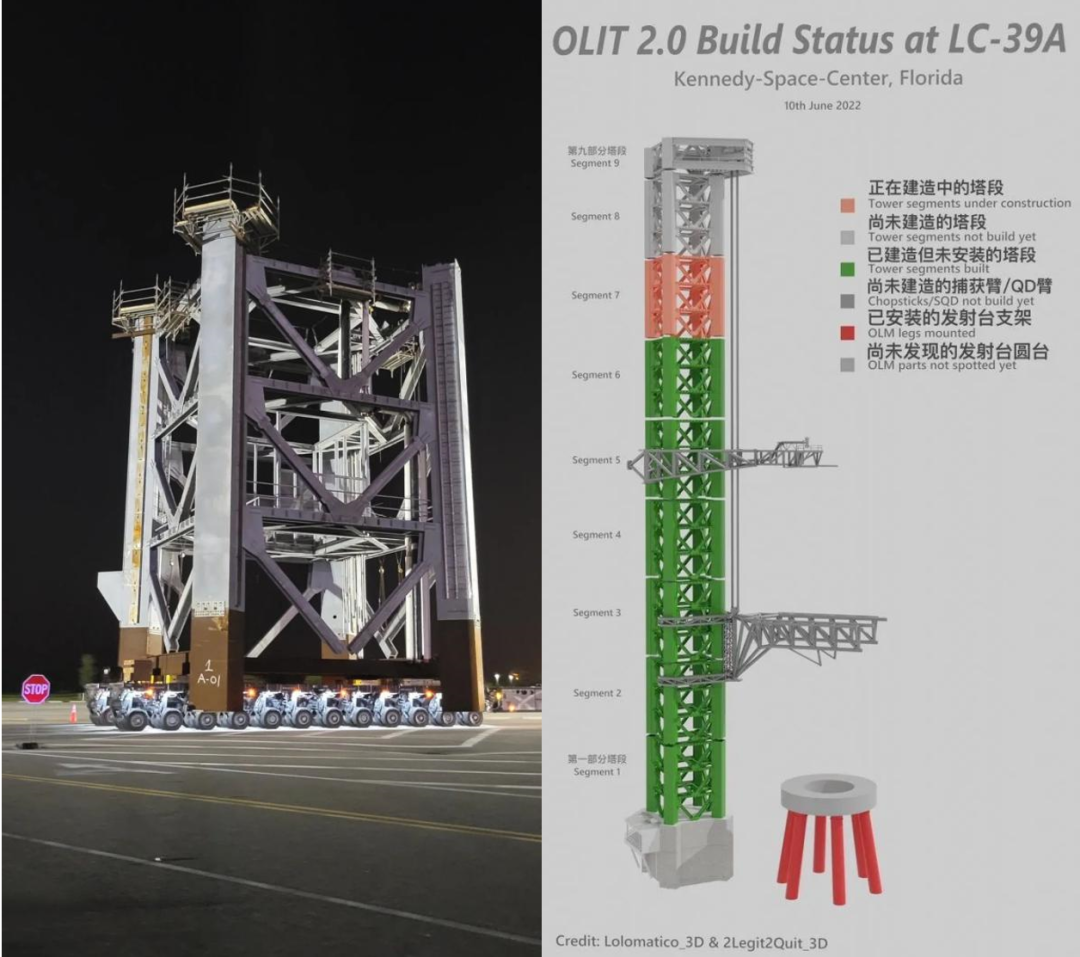 STOP
1
A-01
OLIT 2.0 Build Status at LC-39A
Kennedy-Space-Center, Florida
10th June 2022
第九部分塔段
Segment 9
Segment 8
Segment 7
Segment 6
Segment 5
Segment 4
Segment 3
Segment 2
第一部分塔段
Segment 1
正在建造中的塔段
Tower segments under construction
尚未建造的塔段
Tower segments not build yet
已建造但未安装的塔段
Tower segments built
尚未建造的捕获臂/QD臂
Chopsticks/SQD not build yet
已安装的发射台支架
OLM legs mounted
尚未发现的发射台圆台
OLM parts not spotted yet
Credit: Lolomatico_3D & 2Legit2Quit_3D